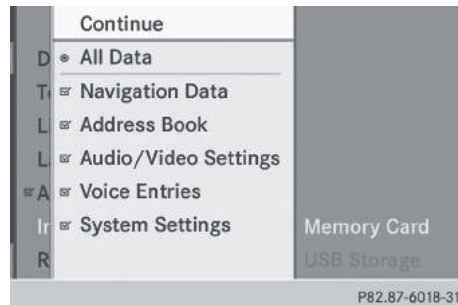 Continue
All Data
Navigation Data
Address Book
Audio/Video Settings
Voice Entries
System Settings
Memory Card
USB Storage
P82.87-6018-31